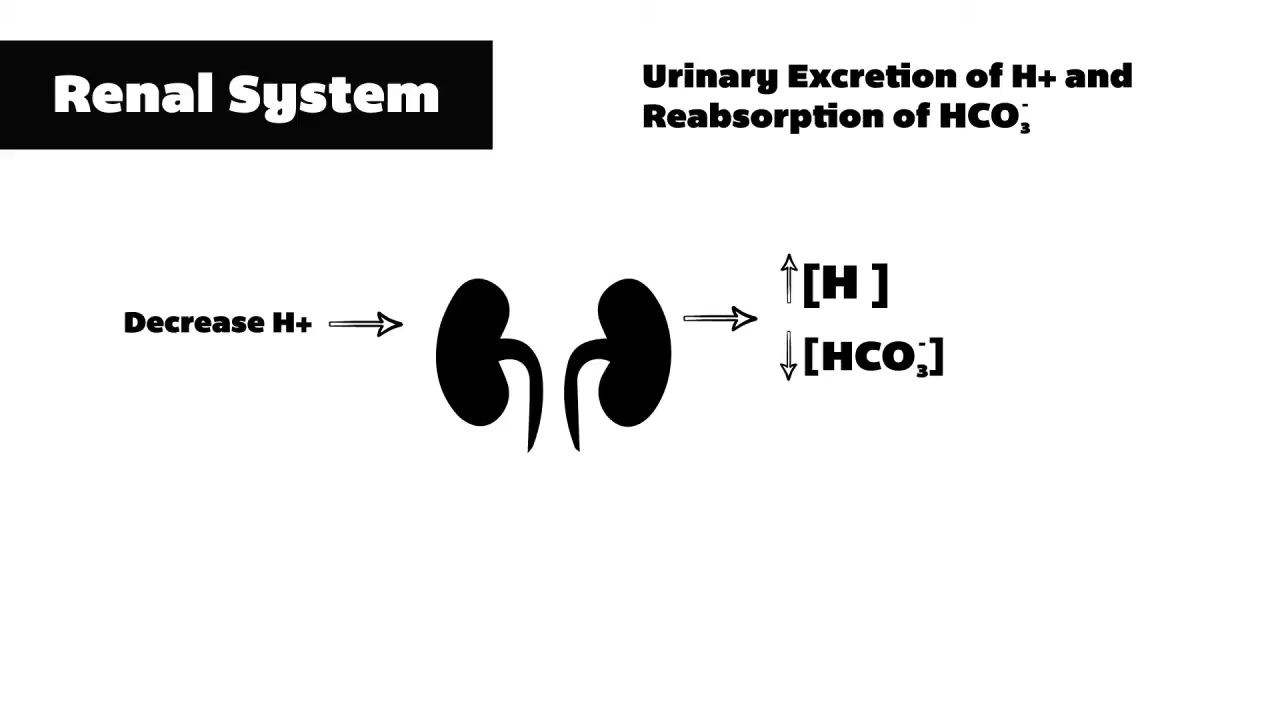 Renal System
Urinary Excretion of H+ and
Reabsorption of HCO₃⁻
Decrease H+
[H ]
[HCO₃⁻]